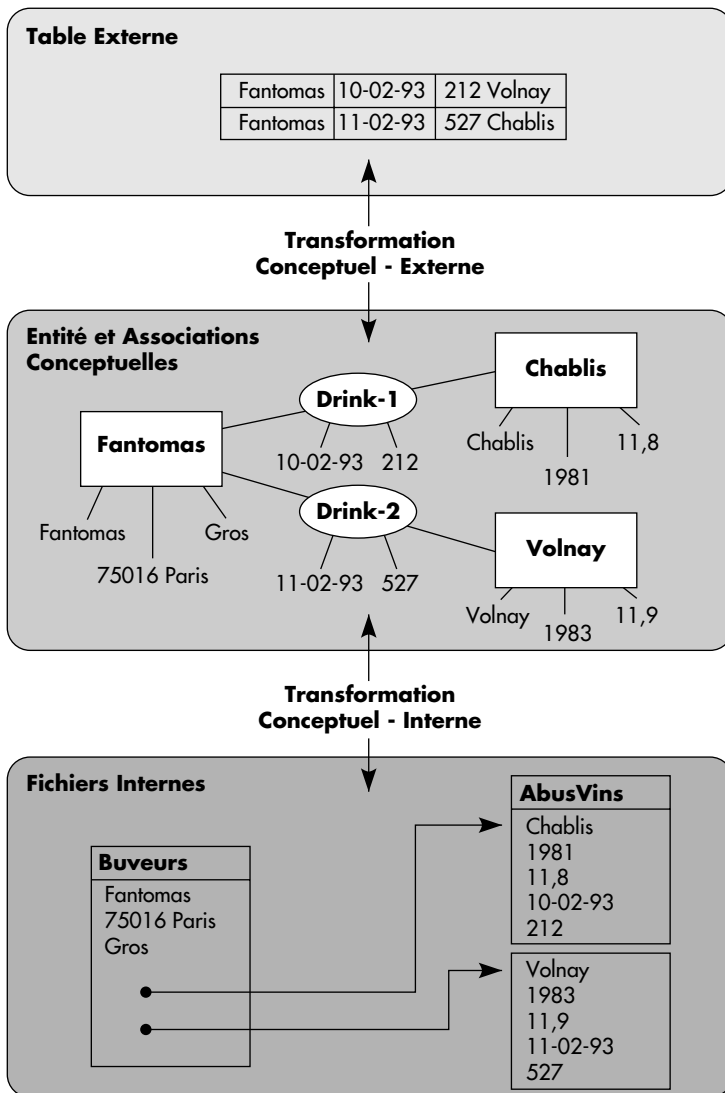 Table Externe
Fantomas 10-02-93 212 Volnay
Fantomas 11-02-93 527 Chablis
Transformation
Conceptuel - Externe
Entité et Associations
Conceptuelles
Fantomas
Fantomas
75016 Paris
Gros
Drink-1
10-02-93 212
Chablis
Chablis
1981
11,8
Drink-2
11-02-93 527
Volnay
Volnay
1983
11,9
Transformation
Conceptuel - Interne
Fichiers Internes
Buveurs
Fantomas
75016 Paris
Gros
AbusVins
Chablis
1981
11,8
10-02-93
212
Volnay
1983
11,9
11-02-93
527